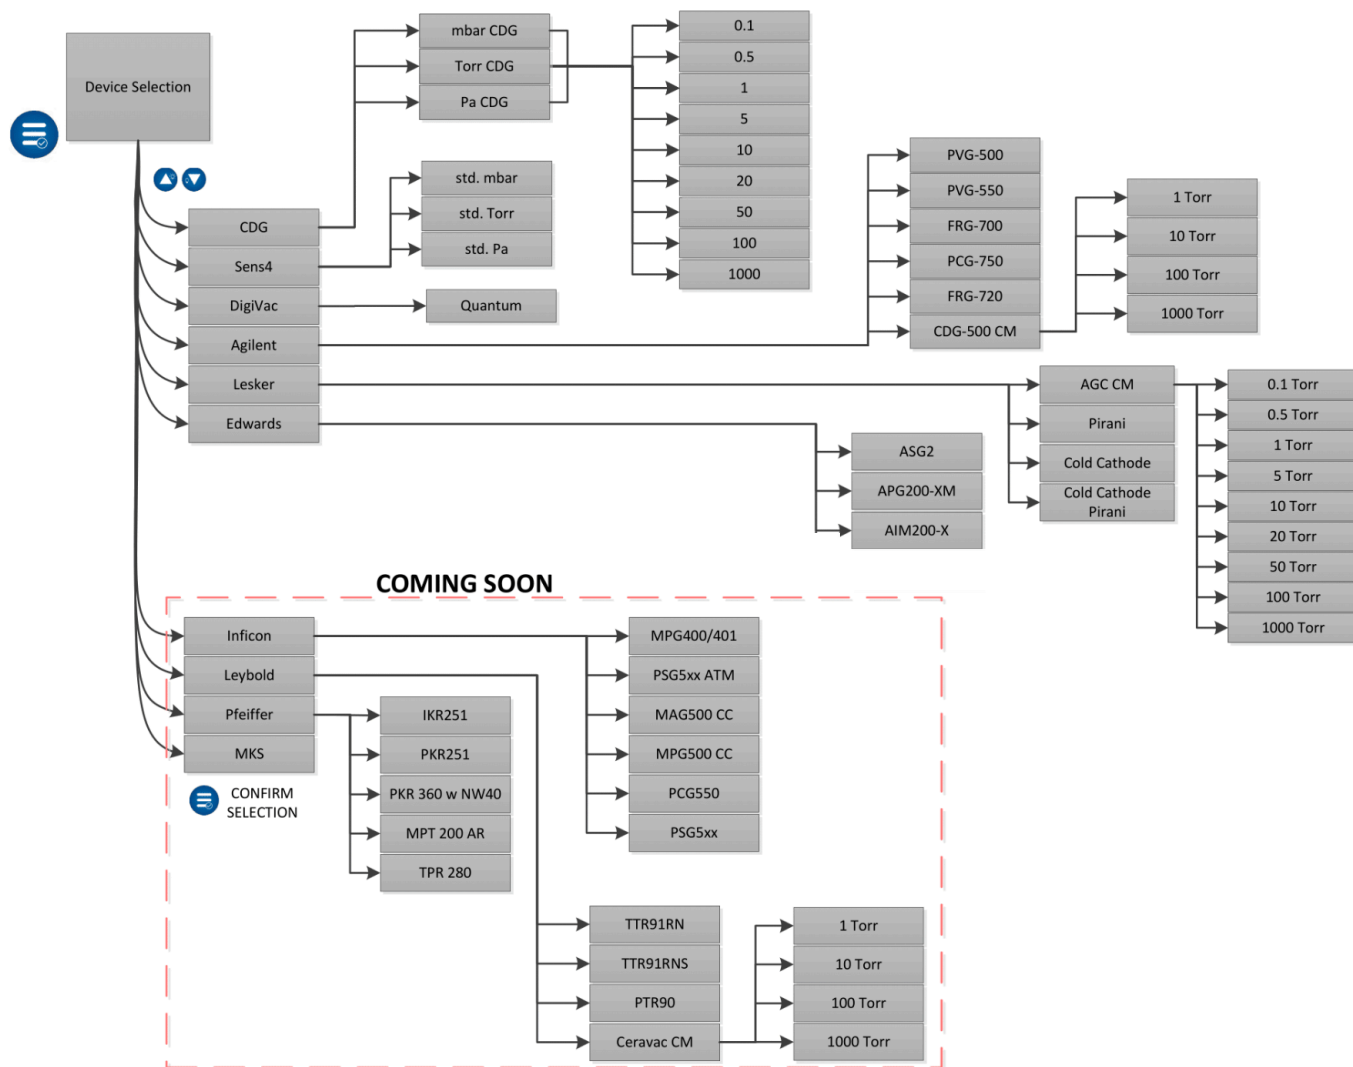 Device Selection
CDG
Sens4
DigiVac
Agilent
Lesker
Edwards
mbar CDG
Torr CDG
Pa CDG
0.1
0.5
1
5
10
20
50
100
1000
std. mbar
std. Torr
std. Pa
Quantum
PVG-500
PVG-550
FRG-700
PCG-750
FRG-720
CDG-500 CM
1 Torr
10 Torr
100 Torr
1000 Torr
AGC CM
Pirani
Cold Cathode
Cold Cathode
Pirani
0.1 Torr
0.5 Torr
1 Torr
5 Torr
10 Torr
20 Torr
50 Torr
100 Torr
1000 Torr
ASG2
APG200-XM
AIM200-X
COMING SOON
Inficon
Leybold
Pfeiffer
MKS
CONFIRM
SELECTION
MPG400/401
PSG5xx ATM
MAG500 CC
MPG500 CC
PCG550
PSG5xx
IKR251
PKR251
PKR 360 w NW40
MPT 200 AR
TPR 280
TTR91RN
TTR91RNS
PTR90
Ceravac CM
1 Torr
10 Torr
100 Torr
1000 Torr